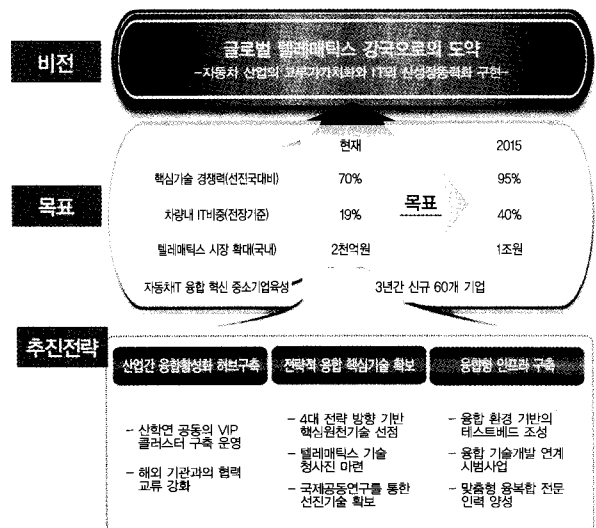 비전
글로벌 텔레매틱스 강국으로의 도약
-자동차 산업의 고부가가치화와 IT의 신성장동력화 구현-
목표
현재 2015
핵심기술 경쟁력(선진국대비) 70% 95%
목표
차량내 IT비중(전장기준) 19% 40%
텔레매틱스 시장 확대(국내) 2천억원 1조원
자동차IT 융합 혁신 중소기업육성 3년간 신규 60개 기업
추진전략
산업간 융합활성화 허브구축
- 산학연 공동의 VIP
클러스터 구축 운영
- 해외 기관과의 협력
교류 강화
전략적 융합 핵심기술 확보
- 4대 전략 방향 기반
핵심원천기술 선점
- 텔레매틱스 기술
청사진 마련
- 국제공동연구를 통한
선진기술 확보
융합형 인프라 구축
- 융합 환경 기반의
테스트베드 조성
- 융합 기술개발 연계
시범사업
- 맞춤형 융복합 전문
인력 양성